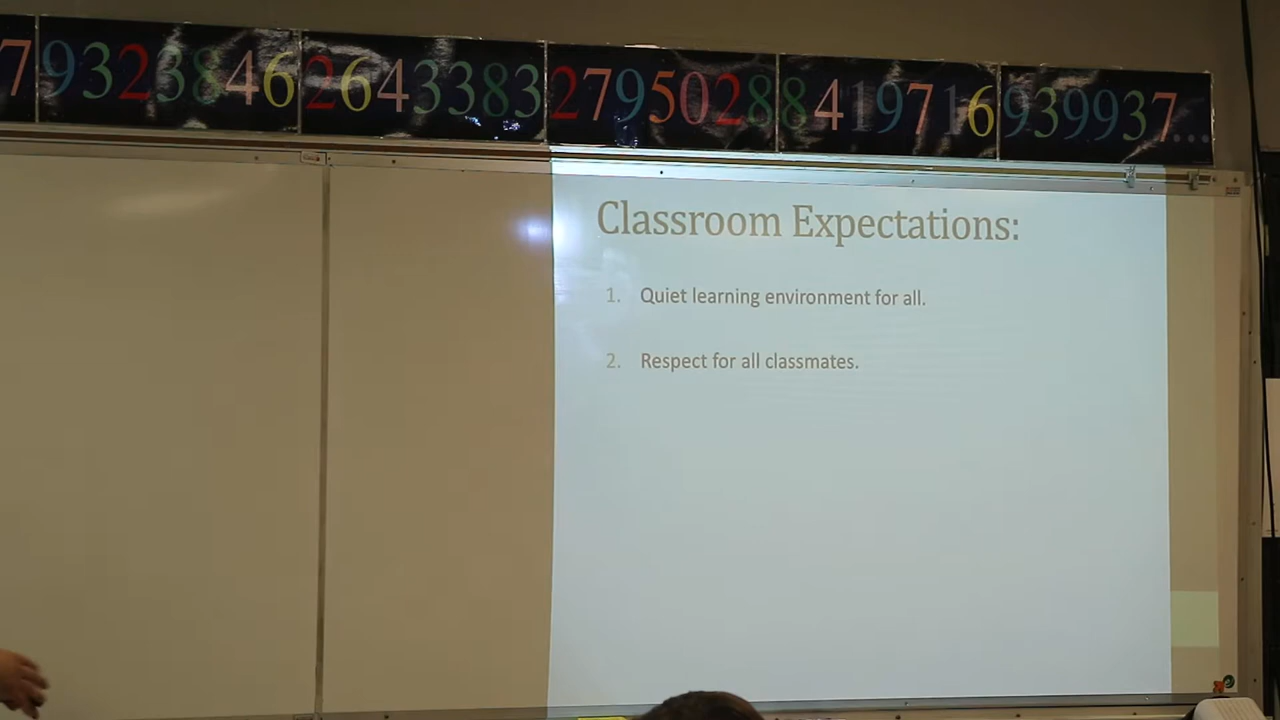 79323846264338327950288419716939937...
Classroom Expectations:
1. Quiet learning environment for all.
2. Respect for all classmates.